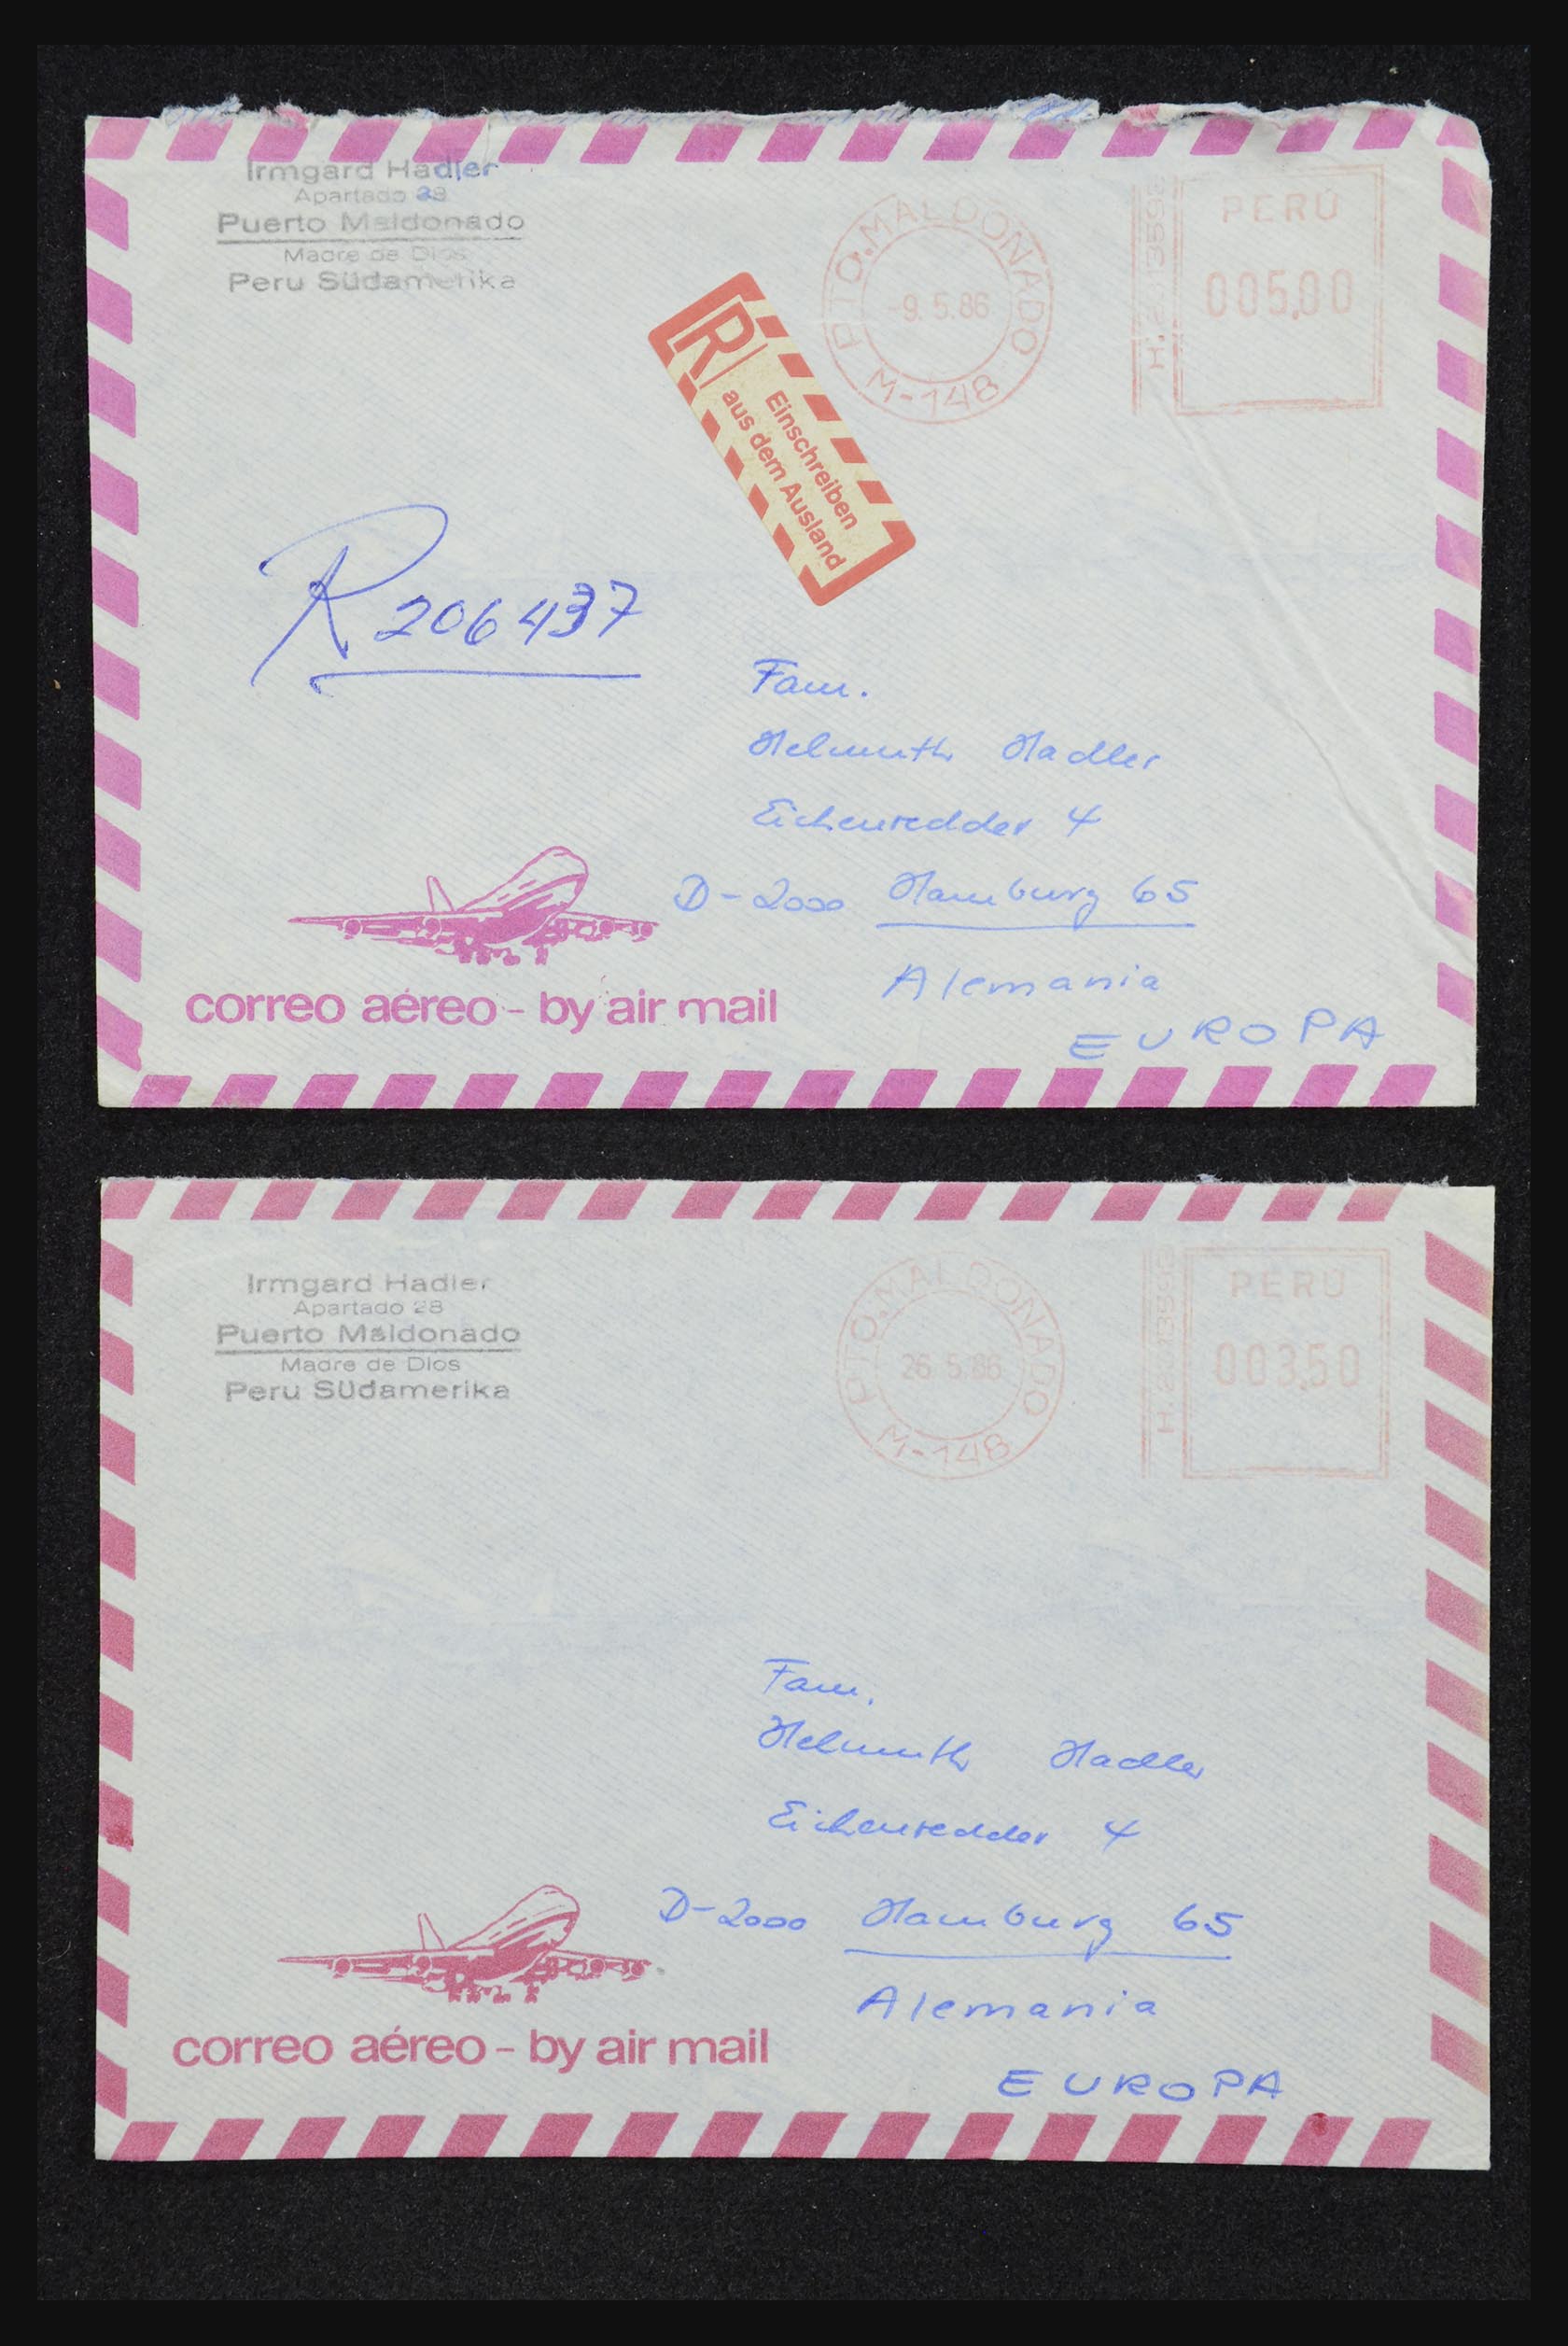 Irmgard Hadler
Apartado 28
Puerto Maldonado
Madre de Dios
Peru Südamerika
PTO. MALDONADO
-9. 5.86
M-148
PERÚ
005,00
R
Einschreiben
aus dem Ausland
R 206437
Fam.
Helmuth Hadler
Eichenredder 4
D-2000 Hamburg 65
Alemania
EUROPA
correo aéreo - by air mail
Irmgard Hadler
Apartado 28
Puerto Maldonado
Madre de Dios
Peru Südamerika
PTO. MALDONADO
26 5.86
M-148
PERÚ
003,50
Fam.
Helmuth Hadler
Eichenredder 4
D-2000 Hamburg 65
Alemania
EUROPA
correo aéreo - by air mail